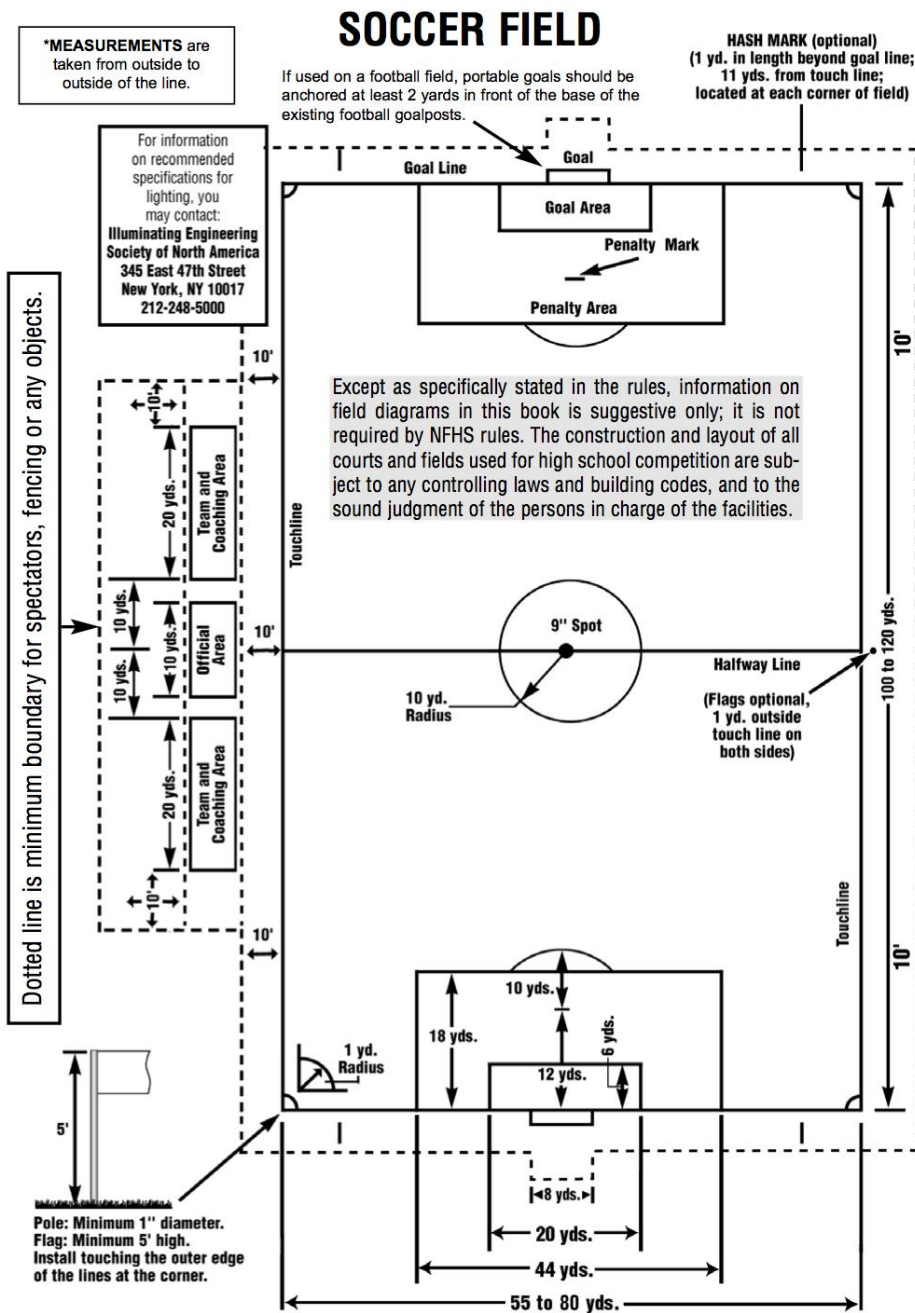 SOCCER FIELD
*MEASUREMENTS are
taken from outside to
outside of the line.
If used on a football field, portable goals should be
anchored at least 2 yards in front of the base of the
existing football goalposts.
HASH MARK (optional)
(1 yd. in length beyond goal line;
11 yds. from touch line;
located at each corner of field)
For information
on recommended
specifications for
lighting, you
may contact:
Illuminating Engineering
Society of North America
345 East 47th Street
New York, NY 10017
212-248-5000
Goal Line
Goal
Goal Area
Penalty Mark
Penalty Area
Dotted line is minimum boundary for spectators, fencing or any objects.
10'
10'
10'
Except as specifically stated in the rules, information on
field diagrams in this book is suggestive only; it is not
required by NFHS rules. The construction and layout of all
courts and fields used for high school competition are sub-
ject to any controlling laws and building codes, and to the
sound judgment of the persons in charge of the facilities.
20 yds.
Team and
Coaching Area
Touchline
10 yds.
10 yds.
10 yds.
Official
Area
10'
9" Spot
Halfway Line
10 yd.
Radius
(Flags optional,
1 yd. outside
touch line on
both sides)
100 to 120 yds.
20 yds.
Team and
Coaching Area
10'
10'
Touchline
10'
10 yds.
18 yds.
12 yds.
6 yds.
1 yd.
Radius
5'
8 yds.
Pole: Minimum 1" diameter.
Flag: Minimum 5' high.
Install touching the outer edge
of the lines at the corner.
20 yds.
44 yds.
55 to 80 yds.